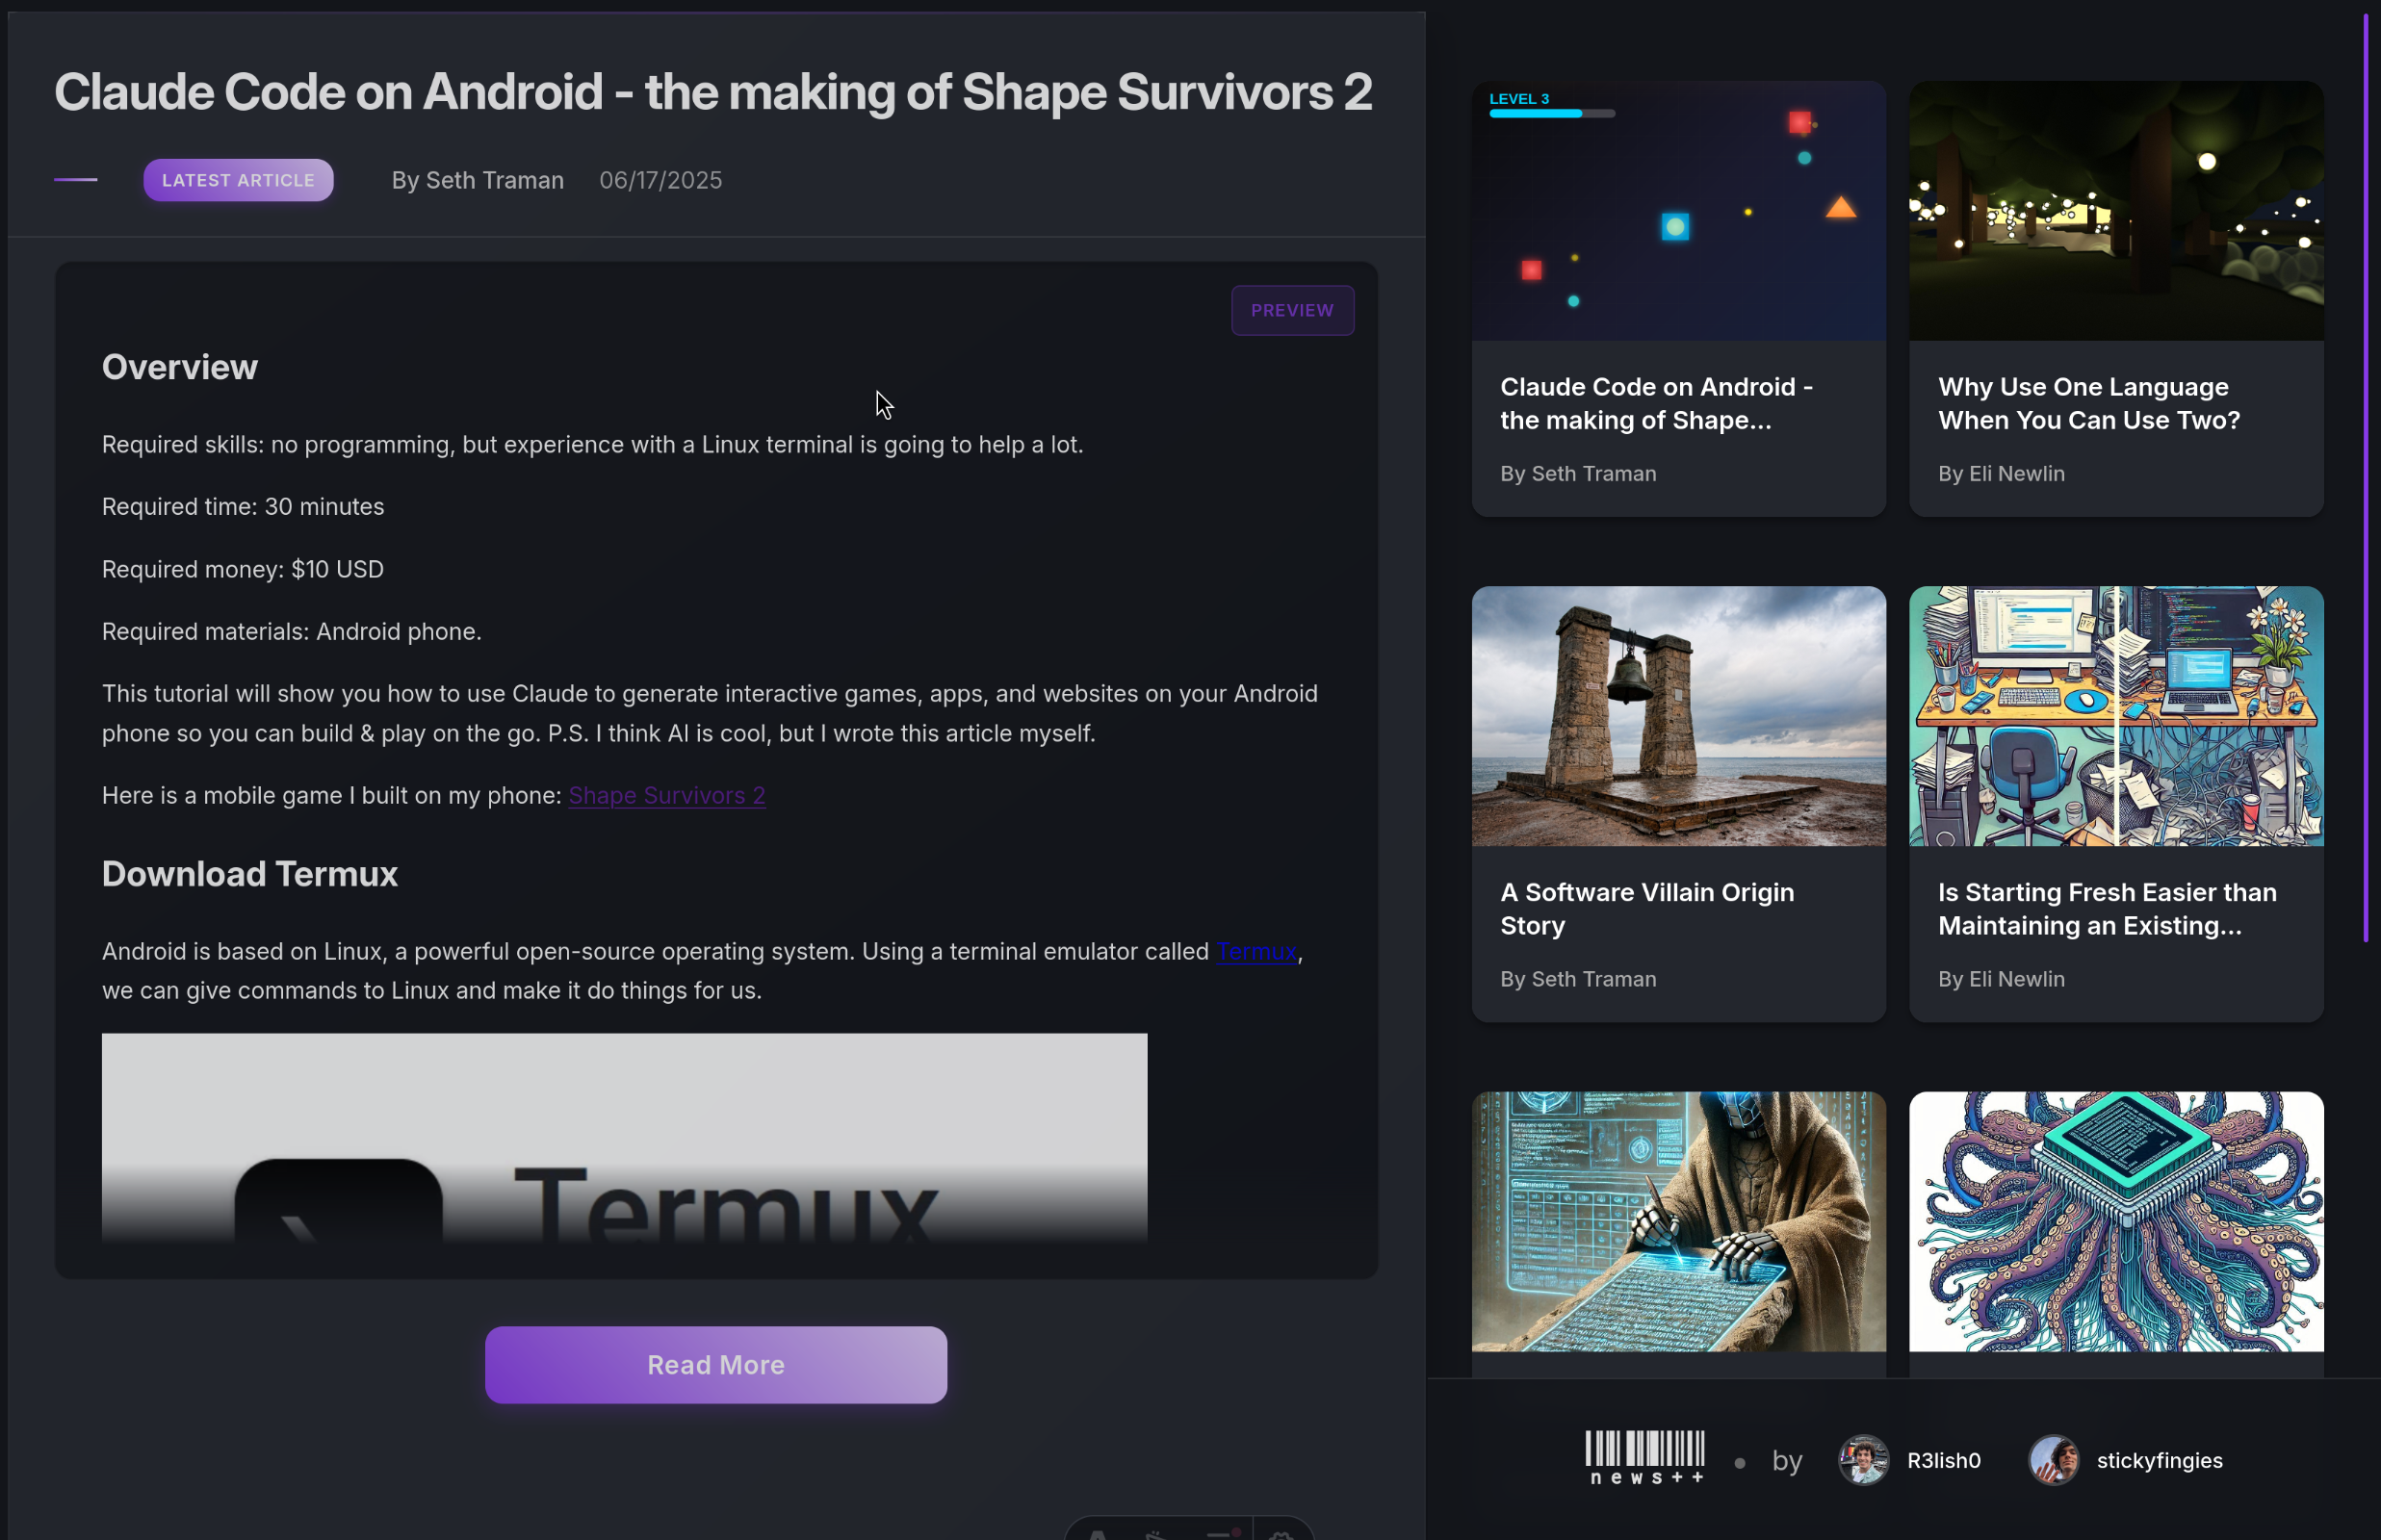 Claude Code on Android - the making of Shape Survivors 2
LATEST ARTICLE
By Seth Traman
06/17/2025
PREVIEW
Overview
Required skills: no programming, but experience with a Linux terminal is going to help a lot.
Required time: 30 minutes
Required money: $10 USD
Required materials: Android phone.
This tutorial will show you how to use Claude to generate interactive games, apps, and websites on your Android
phone so you can build & play on the go. P.S. I think AI is cool, but I wrote this article myself.
Here is a mobile game I built on my phone: Shape Survivors 2
Download Termux
Android is based on Linux, a powerful open-source operating system. Using a terminal emulator called Termux,
we can give commands to Linux and make it do things for us.
Termux
Read More
LEVEL 3
Claude Code on Android -
the making of Shape...
By Seth Traman
Why Use One Language
When You Can Use Two?
By Eli Newlin
A Software Villain Origin
Story
By Seth Traman
Is Starting Fresh Easier than
Maintaining an Existing...
By Eli Newlin
news++
by
R3lish0
stickyfingies